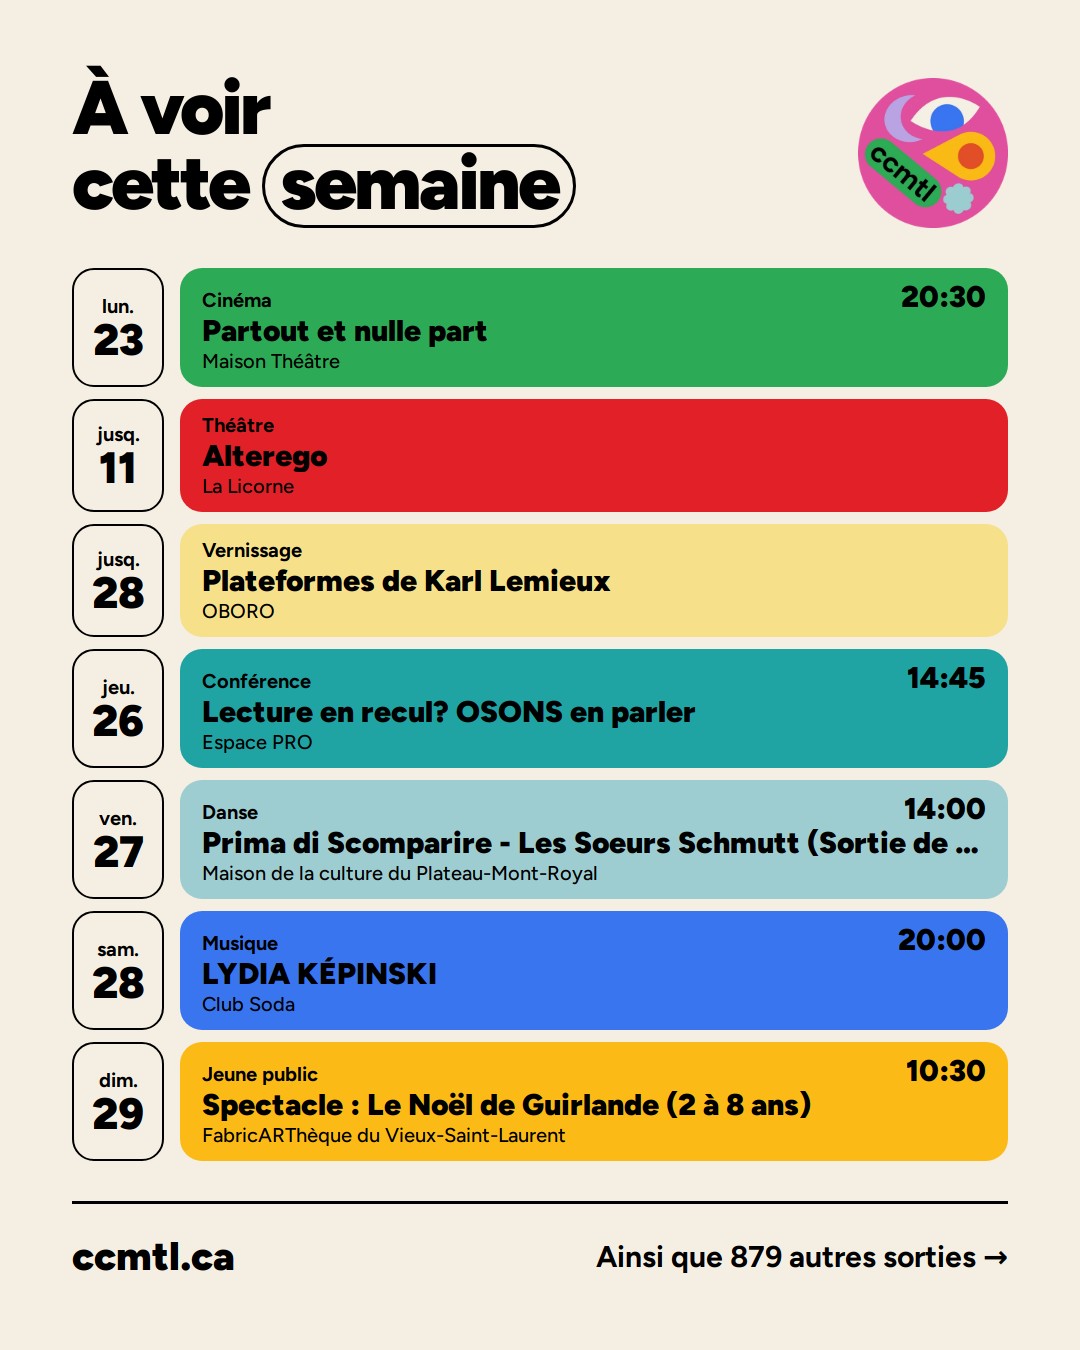 À voir
cette semaine
ccmtl
lun.
23
Cinéma
20:30
Partout et nulle part
Maison Théâtre
jusq.
11
Théâtre
Alterego
La Licorne
jusq.
28
Vernissage
Plateformes de Karl Lemieux
OBORO
jeu.
26
Conférence
14:45
Lecture en recul? OSONS en parler
Espace PRO
ven.
27
Danse
14:00
Prima di Scomparire - Les Soeurs Schmutt (Sortie de ...
Maison de la culture du Plateau-Mont-Royal
sam.
28
Musique
20:00
LYDIA KÉPINSKI
Club Soda
dim.
29
Jeune public
10:30
Spectacle : Le Noël de Guirlande (2 à 8 ans)
FabricARThèque du Vieux-Saint-Laurent
ccmtl.ca
Ainsi que 879 autres sorties →